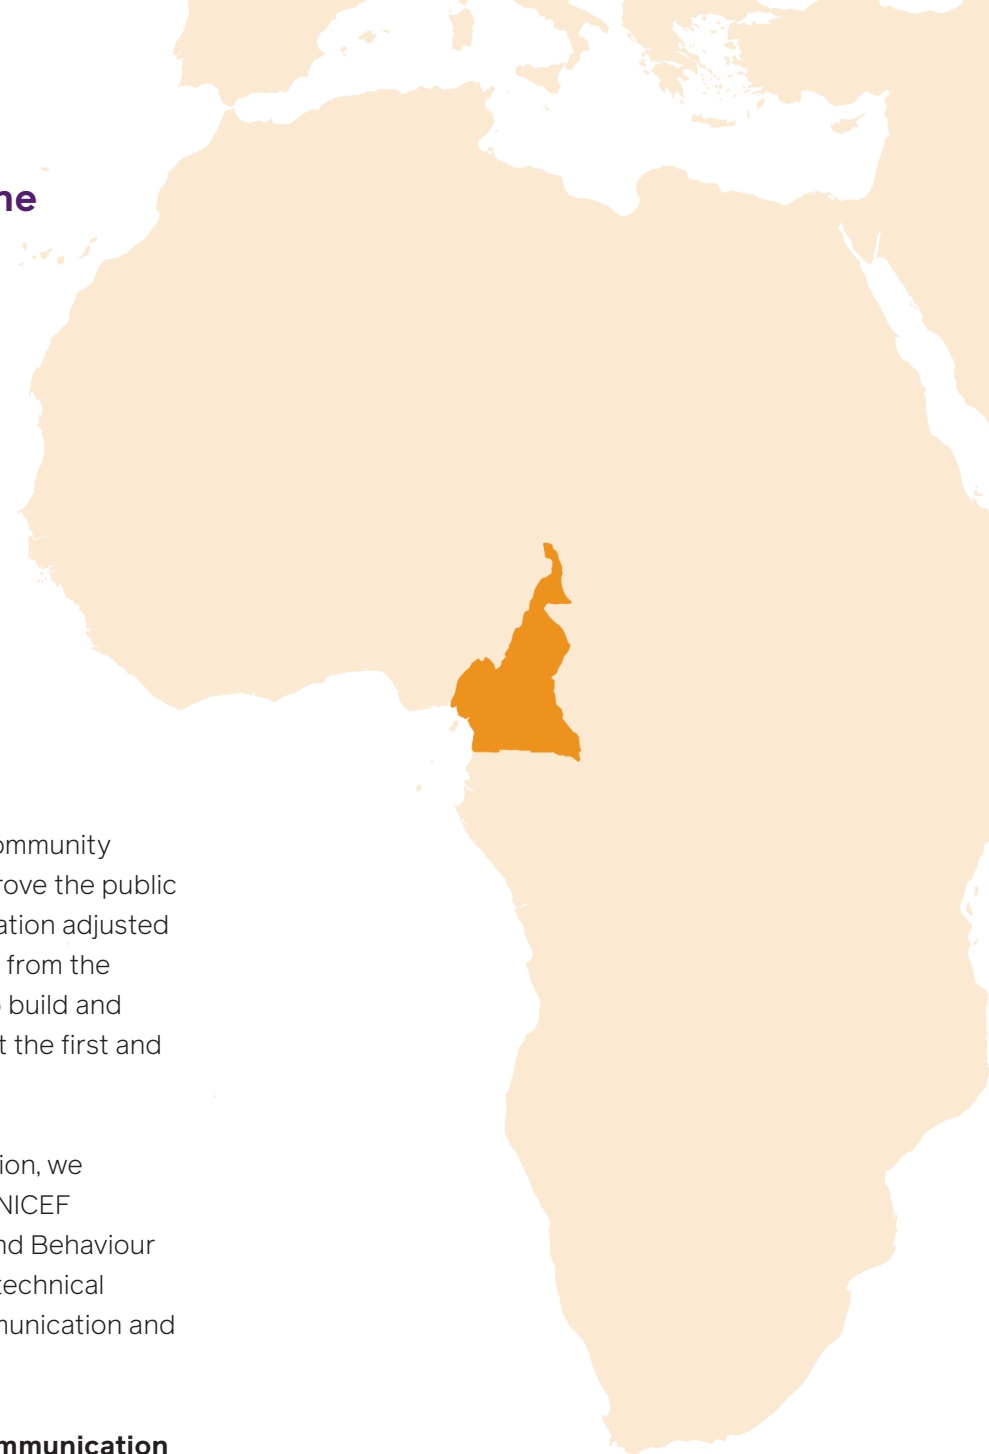 ne
ommunity
rove the public
ation adjusted
from the
build and
t the first and
ion, we
NICEF
nd Behaviour
technical
munication and
mmunication